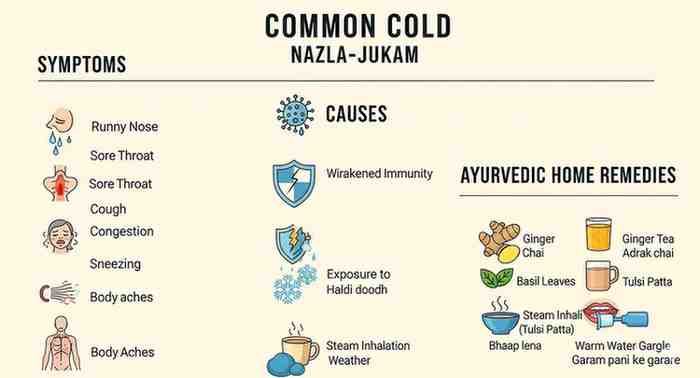 COMMON COLD
NAZLA-JUKAM
SYMPTOMS
Runny Nose
Sore Throat
Sore Throat
Cough
Congestion
Sneezing
Body aches
Body Aches
CAUSES
Wirakened Immunity
Exposure to
Haldi doodh
Steam Inhalation
Weather
AYURVEDIC HOME REMEDIES
Ginger
Chai
Ginger Tea
Adrak chai
Basil Leaves
Tulsi Patta
Steam Inhali
(Tulsi Patta)
Bhaap lena
Warm Water Gargle
Garam pani ke garare